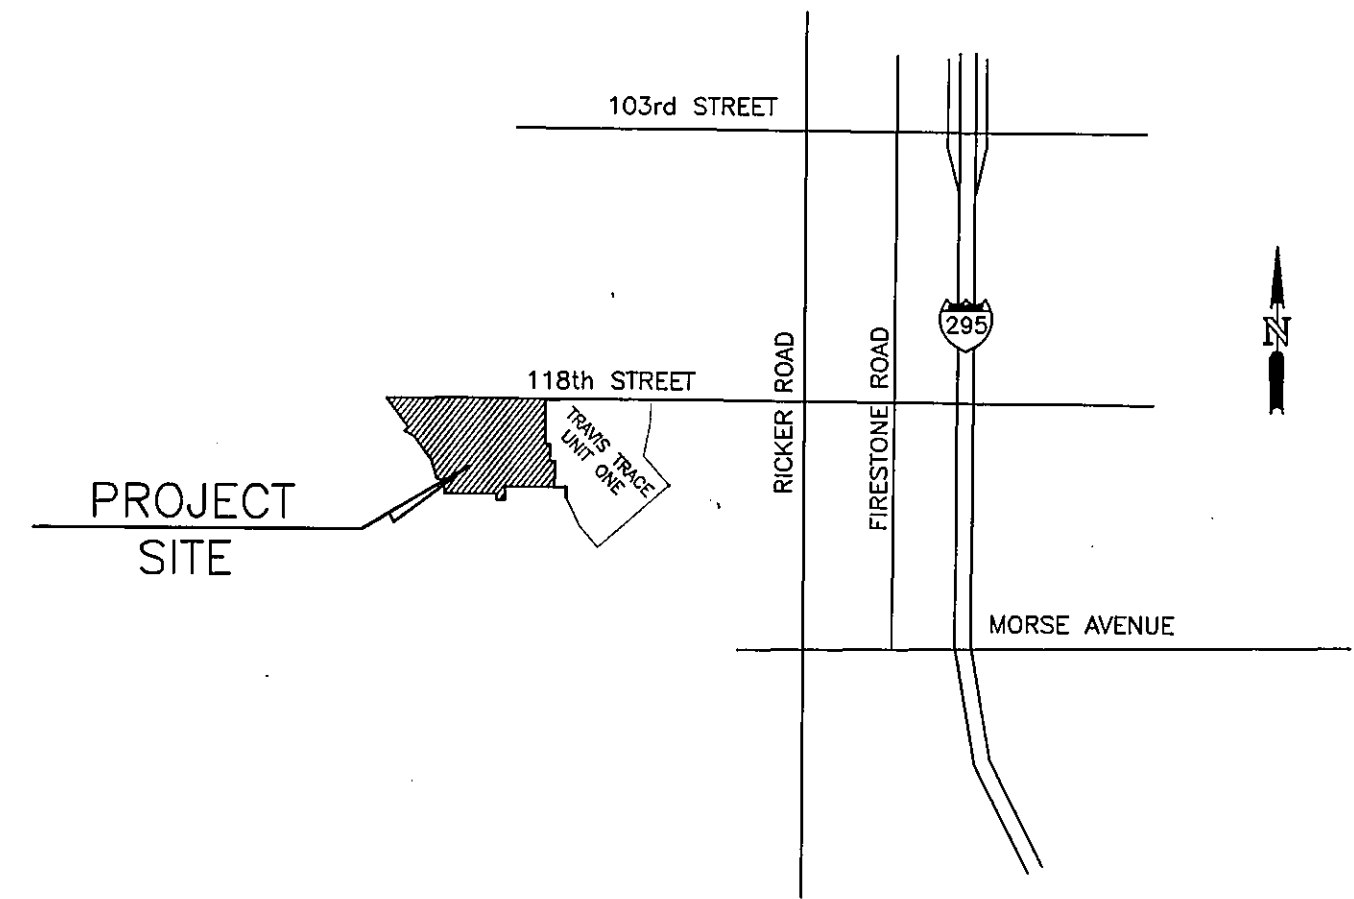 103rd STREET
295
N
118th STREET
RICKER ROAD
FIRESTONE ROAD
TRAVIS TRACE
UNIT ONE
PROJECT
SITE
MORSE AVENUE